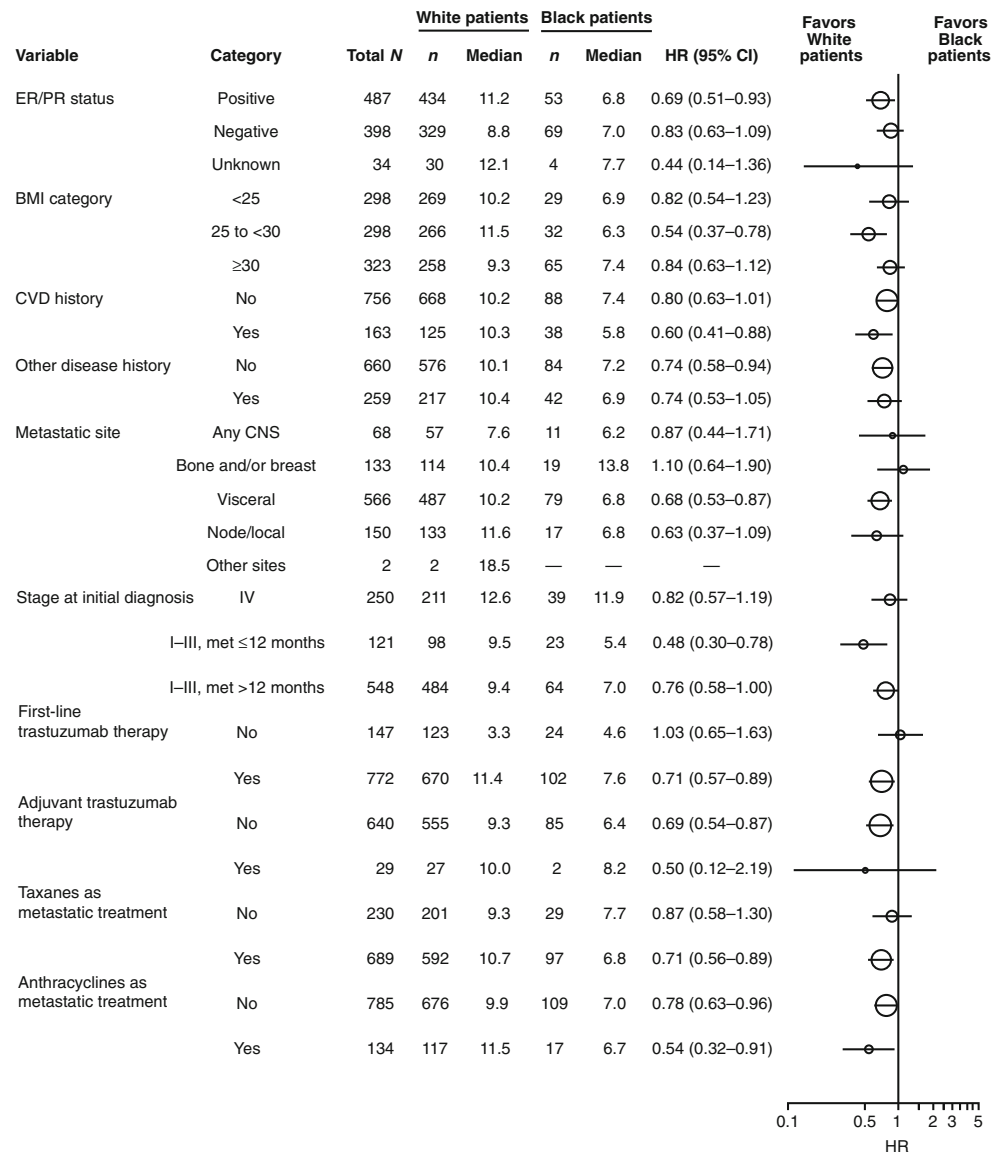 White patients Black patients Favors White patients Favors Black patients
Variable Category Total N n Median n Median HR (95% CI)
ER/PR status Positive 487 434 11.2 53 6.8 0.69 (0.51–0.93)
Negative 398 329 8.8 69 7.0 0.83 (0.63–1.09)
Unknown 34 30 12.1 4 7.7 0.44 (0.14–1.36)
BMI category <25 298 269 10.2 29 6.9 0.82 (0.54–1.23)
25 to <30 298 266 11.5 32 6.3 0.54 (0.37–0.78)
≥30 323 258 9.3 65 7.4 0.84 (0.63–1.12)
CVD history No 756 668 10.2 88 7.4 0.80 (0.63–1.01)
Yes 163 125 10.3 38 5.8 0.60 (0.41–0.88)
Other disease history No 660 576 10.1 84 7.2 0.74 (0.58–0.94)
Yes 259 217 10.4 42 6.9 0.74 (0.53–1.05)
Metastatic site Any CNS 68 57 7.6 11 6.2 0.87 (0.44–1.71)
Bone and/or breast 133 114 10.4 19 13.8 1.10 (0.64–1.90)
Visceral 566 487 10.2 79 6.8 0.68 (0.53–0.87)
Node/local 150 133 11.6 17 6.8 0.63 (0.37–1.09)
Other sites 2 2 18.5 — — —
Stage at initial diagnosis IV 250 211 12.6 39 11.9 0.82 (0.57–1.19)
I–III, met ≤12 months 121 98 9.5 23 5.4 0.48 (0.30–0.78)
I–III, met >12 months 548 484 9.4 64 7.0 0.76 (0.58–1.00)
First-line
trastuzumab therapy No 147 123 3.3 24 4.6 1.03 (0.65–1.63)
Yes 772 670 11.4 102 7.6 0.71 (0.57–0.89)
Adjuvant trastuzumab
therapy No 640 555 9.3 85 6.4 0.69 (0.54–0.87)
Yes 29 27 10.0 2 8.2 0.50 (0.12–2.19)
Taxanes as
metastatic treatment No 230 201 9.3 29 7.7 0.87 (0.58–1.30)
Yes 689 592 10.7 97 6.8 0.71 (0.56–0.89)
Anthracyclines as
metastatic treatment No 785 676 9.9 109 7.0 0.78 (0.63–0.96)
Yes 134 117 11.5 17 6.7 0.54 (0.32–0.91)
0.1 0.5 1 2 3 5
HR